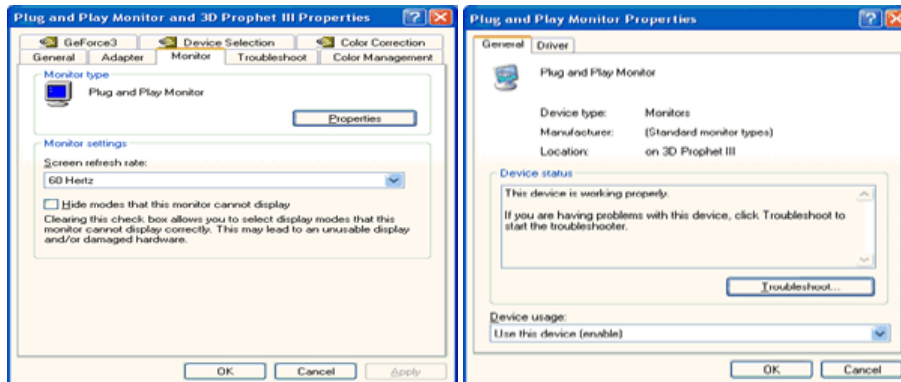 Plug and Play Monitor and 3D Prophet III Properties
GeForce3
Device Selection
Color Correction
General
Adapter
Monitor
Troubleshoot
Color Management
Monitor type
Plug and Play Monitor
Properties
Monitor settings
Screen refresh rate:
60 Hertz
Hide modes that this monitor cannot display
Clearing this check box allows you to select display modes that this
monitor cannot display correctly. This may lead to an unusable display
and/or damaged hardware.
OK
Cancel
Apply
Plug and Play Monitor Properties
General
Driver
Plug and Play Monitor
Device type: Monitors
Manufacturer: (Standard monitor types)
Location: on 3D Prophet III
Device status
This device is working properly.
If you are having problems with this device, click Troubleshoot to
start the troubleshooter.
Troubleshoot...
Device usage:
Use this device (enable)
OK
Cancel